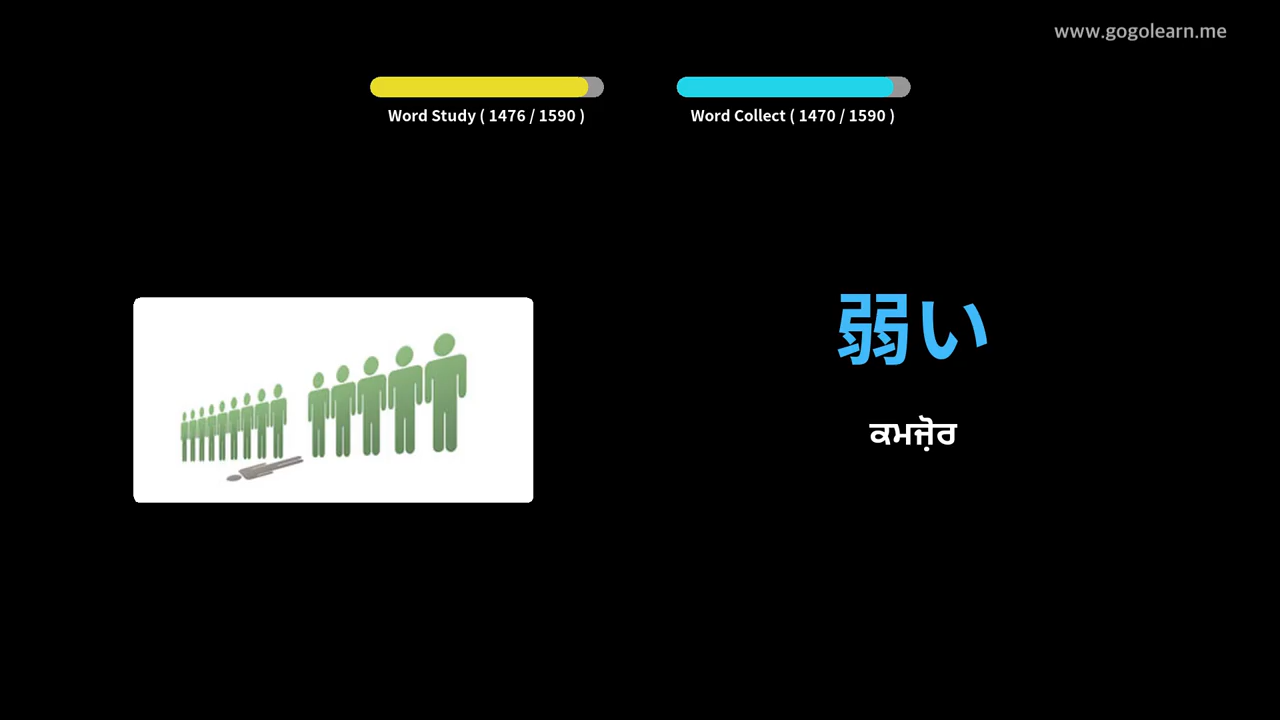 www.gogolearn.me
Word Study ( 1476 / 1590 )
Word Collect ( 1470 / 1590 )
弱い
ਕਮਜ਼ੋਰ